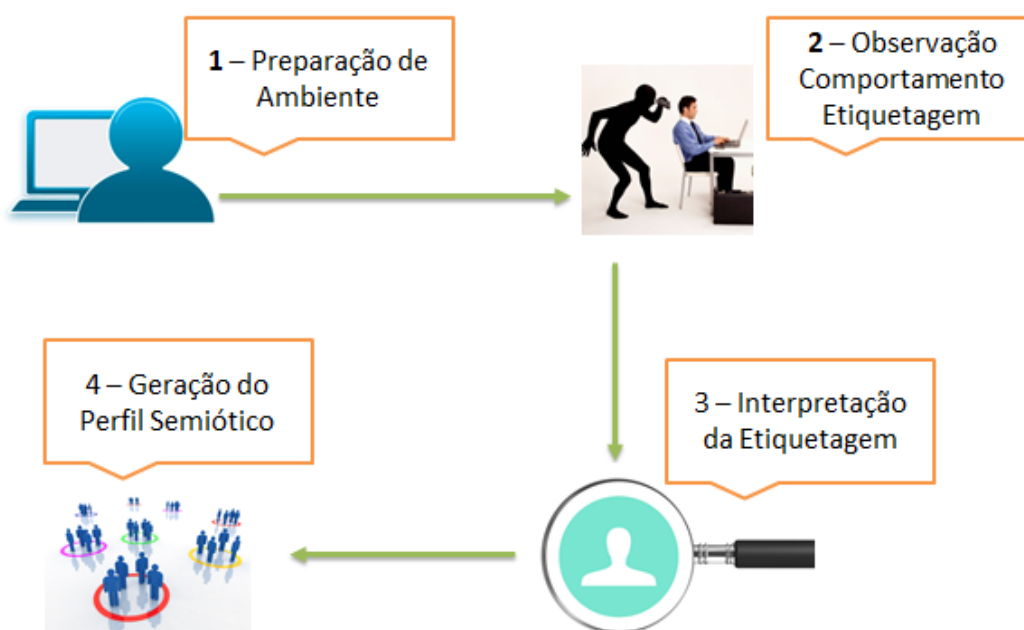 1 – Preparação de
Ambiente
2 – Observação
Comportamento
Etiquetagem
3 – Interpretação
da Etiquetagem
4 – Geração do
Perfil Semiótico